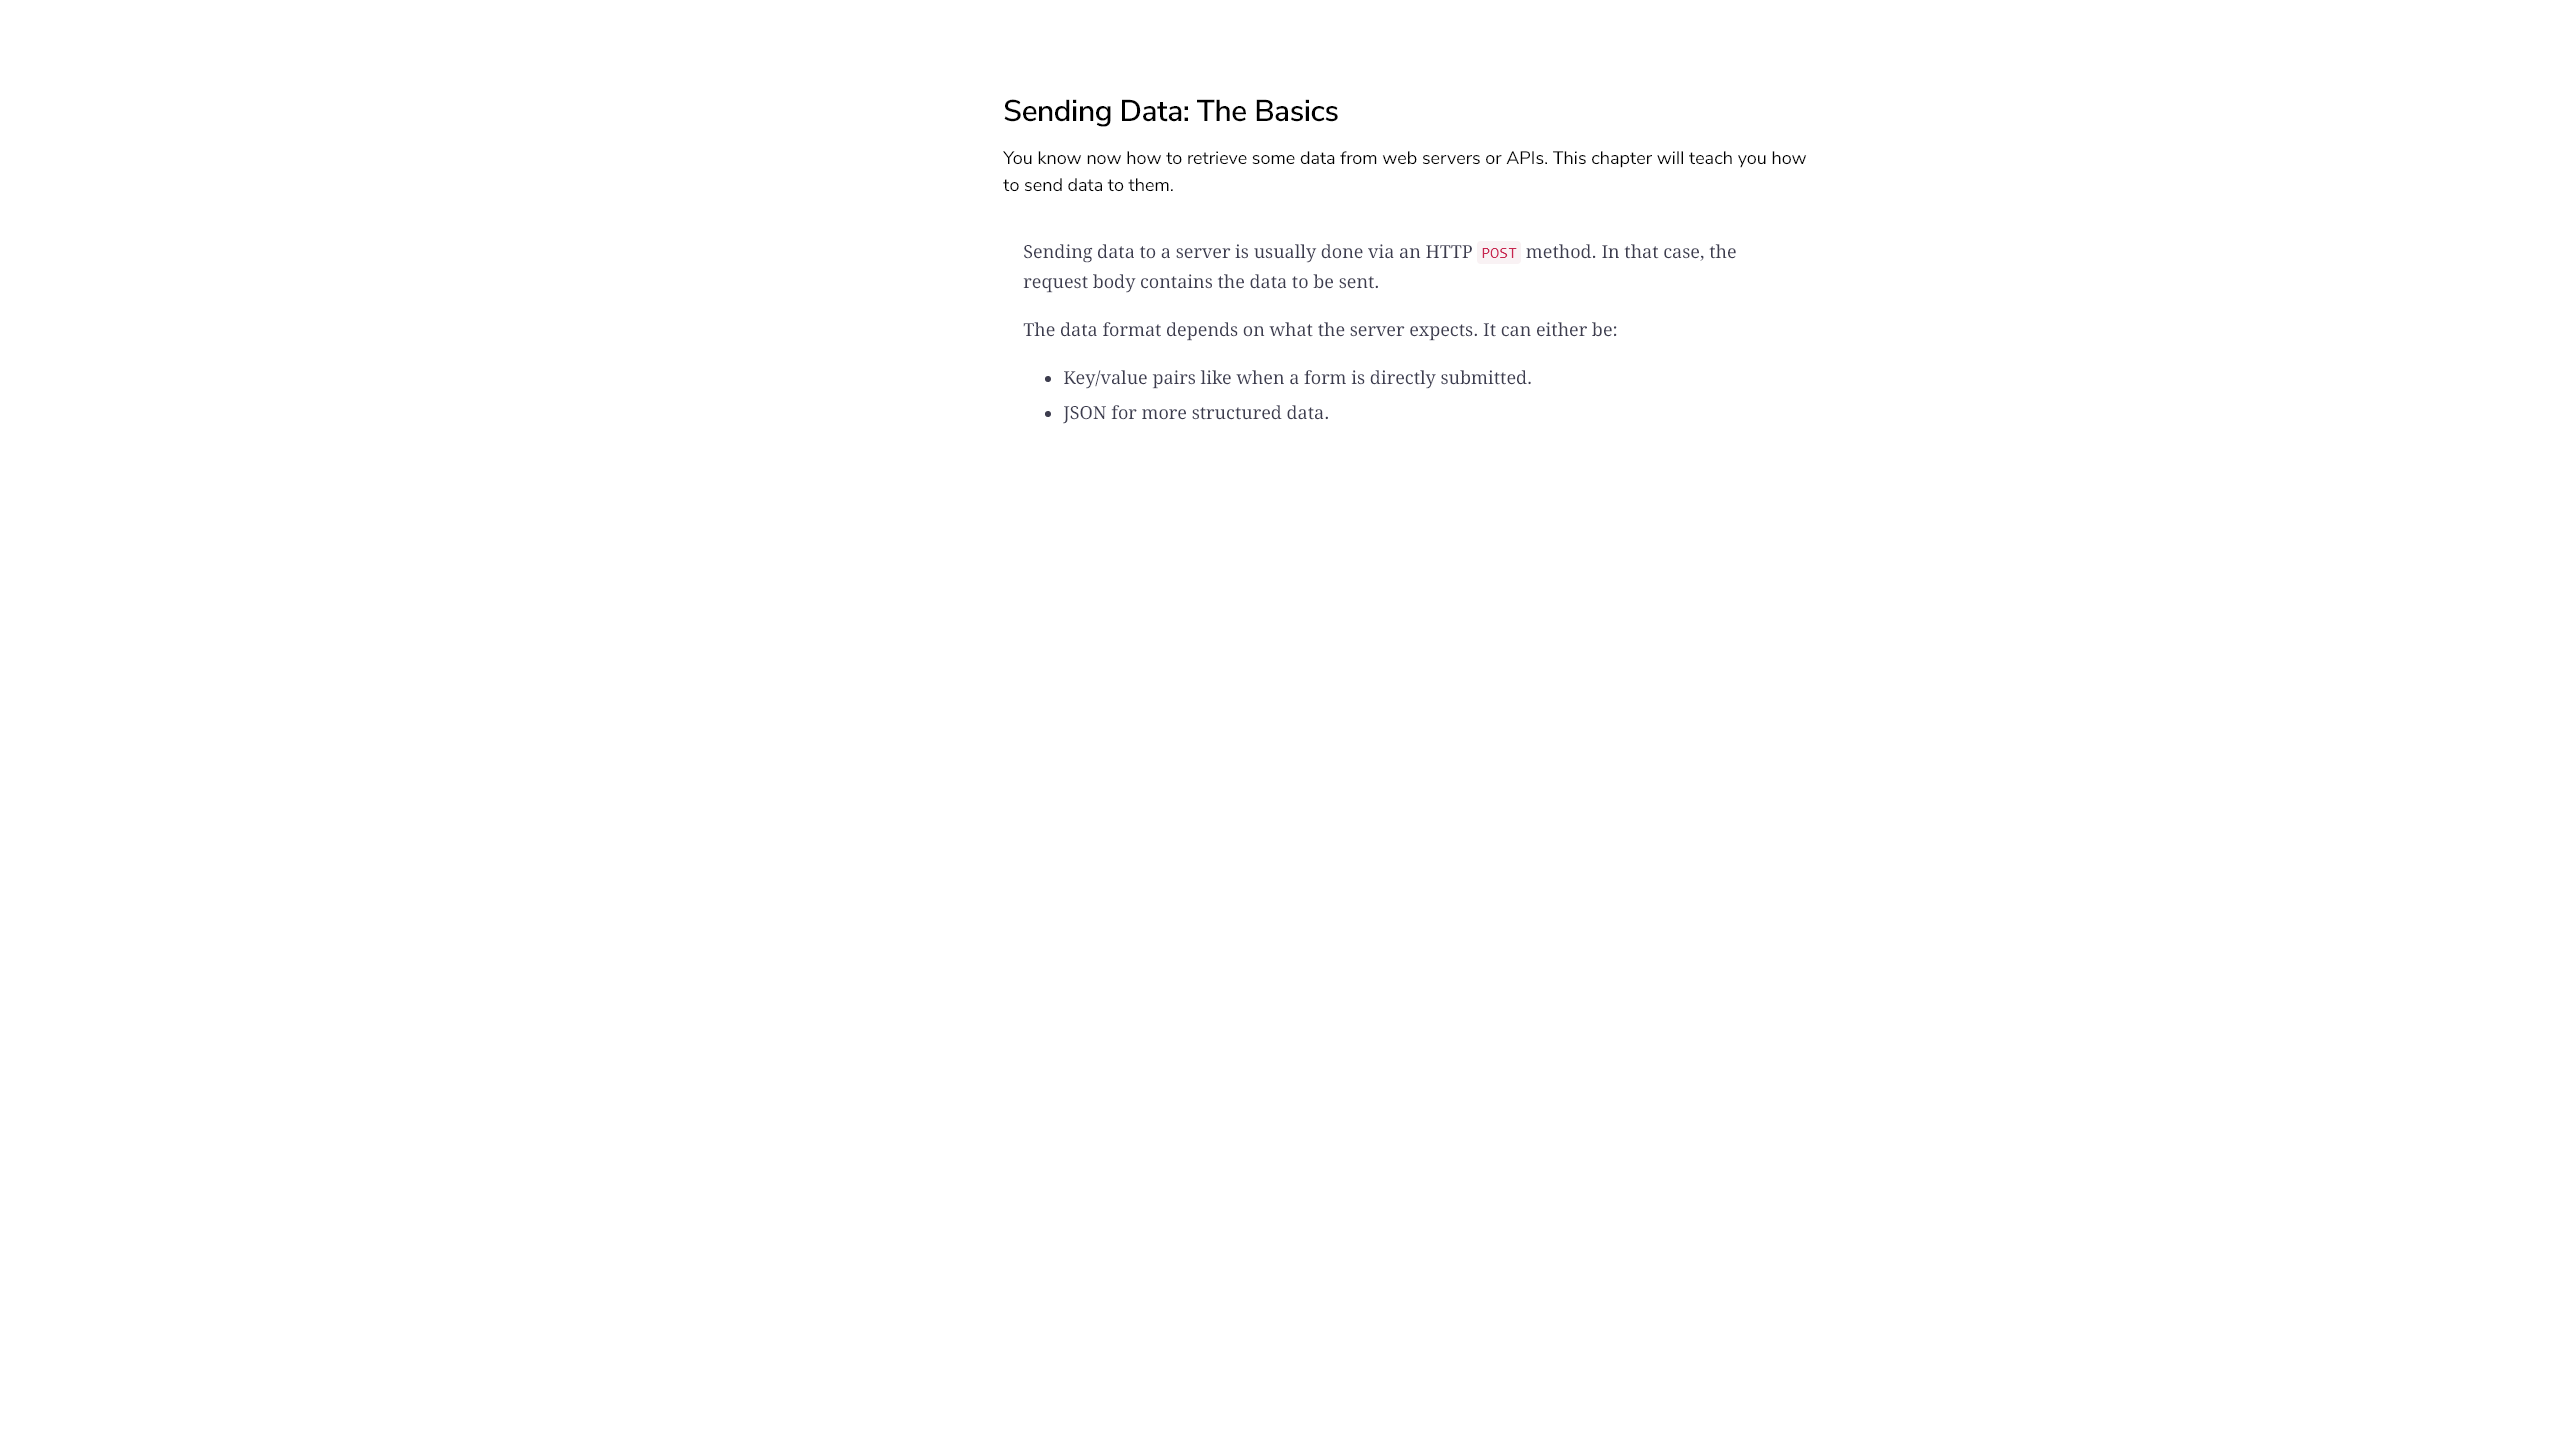 Sending Data: The Basics
You know now how to retrieve some data from web servers or APIs. This chapter will teach you how
to send data to them.
Sending data to a server is usually done via an HTTP POST method. In that case, the
request body contains the data to be sent.
The data format depends on what the server expects. It can either be:
• Key/value pairs like when a form is directly submitted.
• JSON for more structured data.